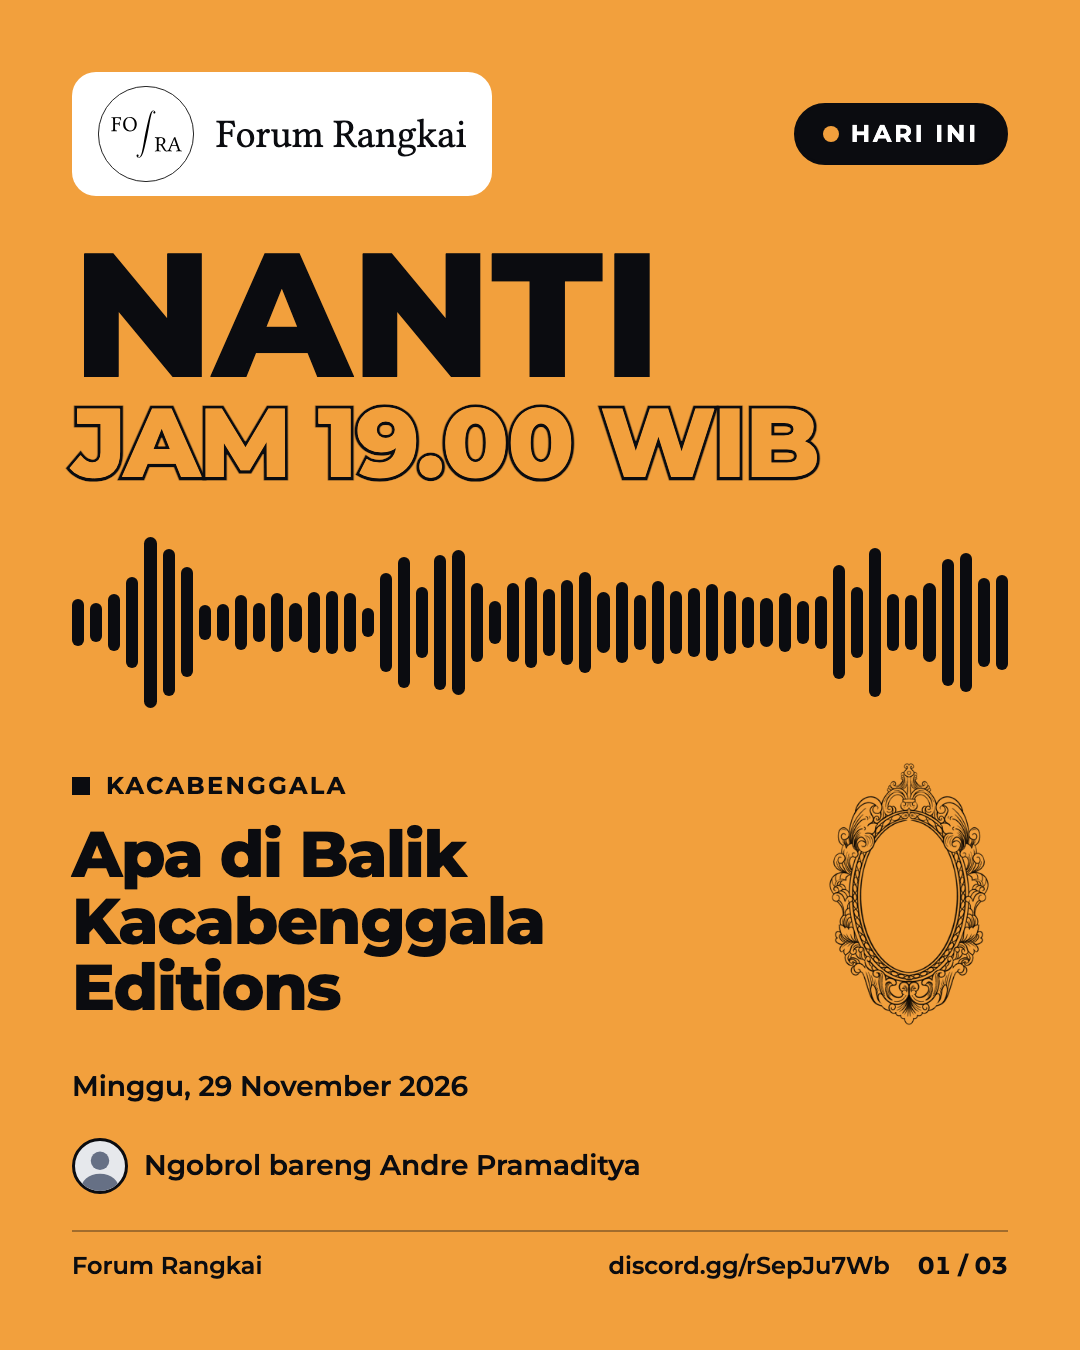 FO RA
Forum Rangkai
HARI INI
NANTI
JAM 19.00 WIB
KACABENGGALA
Apa di Balik
Kacabenggala
Editions
Minggu, 29 November 2026
Ngobrol bareng Andre Pramaditya
Forum Rangkai
discord.gg/rSepJu7Wb
01 / 03